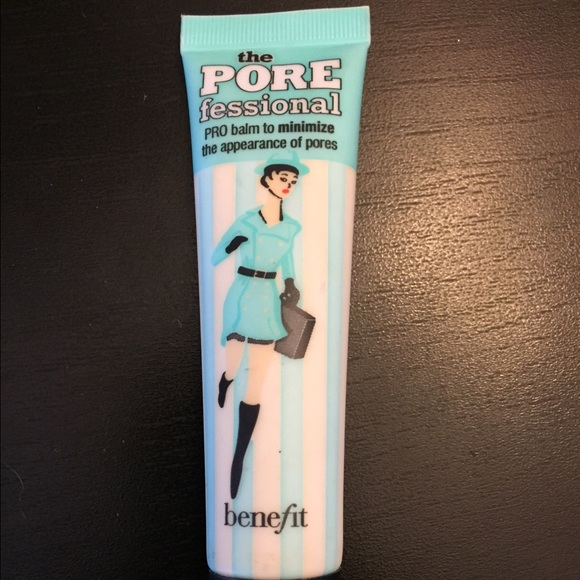 the
PORE
fessional
PRO balm to minimize
the appearance of pores
benefit